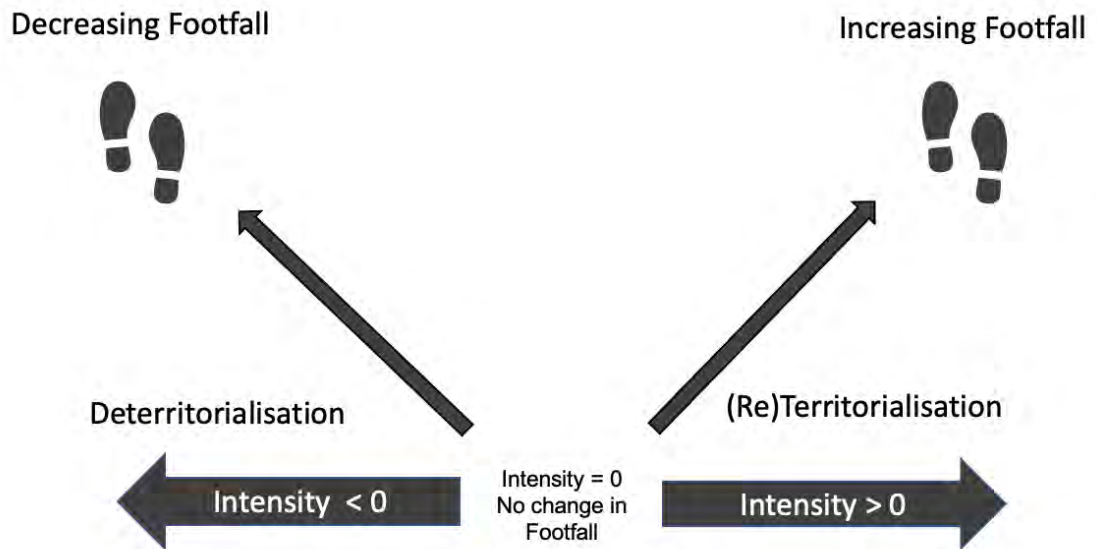 Decreasing Footfall
Increasing Footfall
Deterritorialisation
(Re)Territorialisation
Intensity < 0
Intensity = 0
No change in
Footfall
Intensity > 0